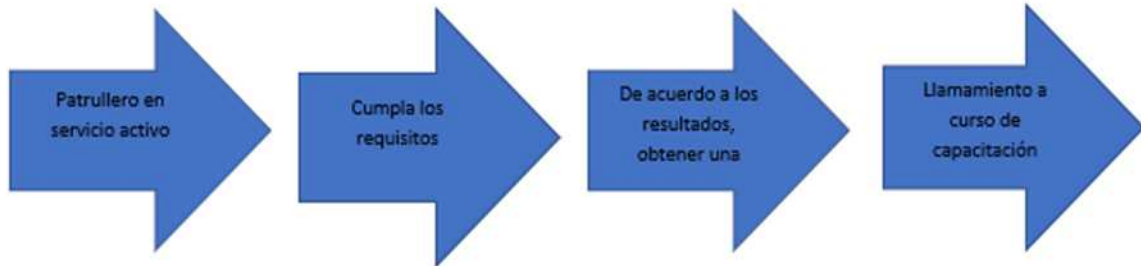 Patrullero en
servicio activo
Cumpla los
requisitos
De acuerdo a los
resultados,
obtener una
Llamamiento a
curso de
capacitación